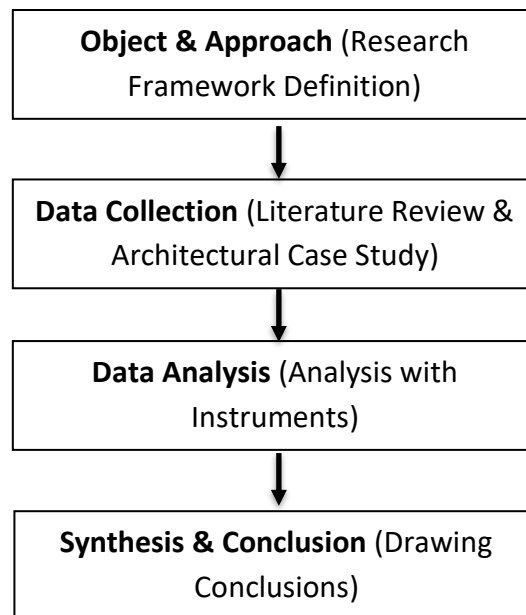 Object & Approach (Research
Framework Definition)
Data Collection (Literature Review &
Architectural Case Study)
Data Analysis (Analysis with
Instruments)
Synthesis & Conclusion (Drawing
Conclusions)